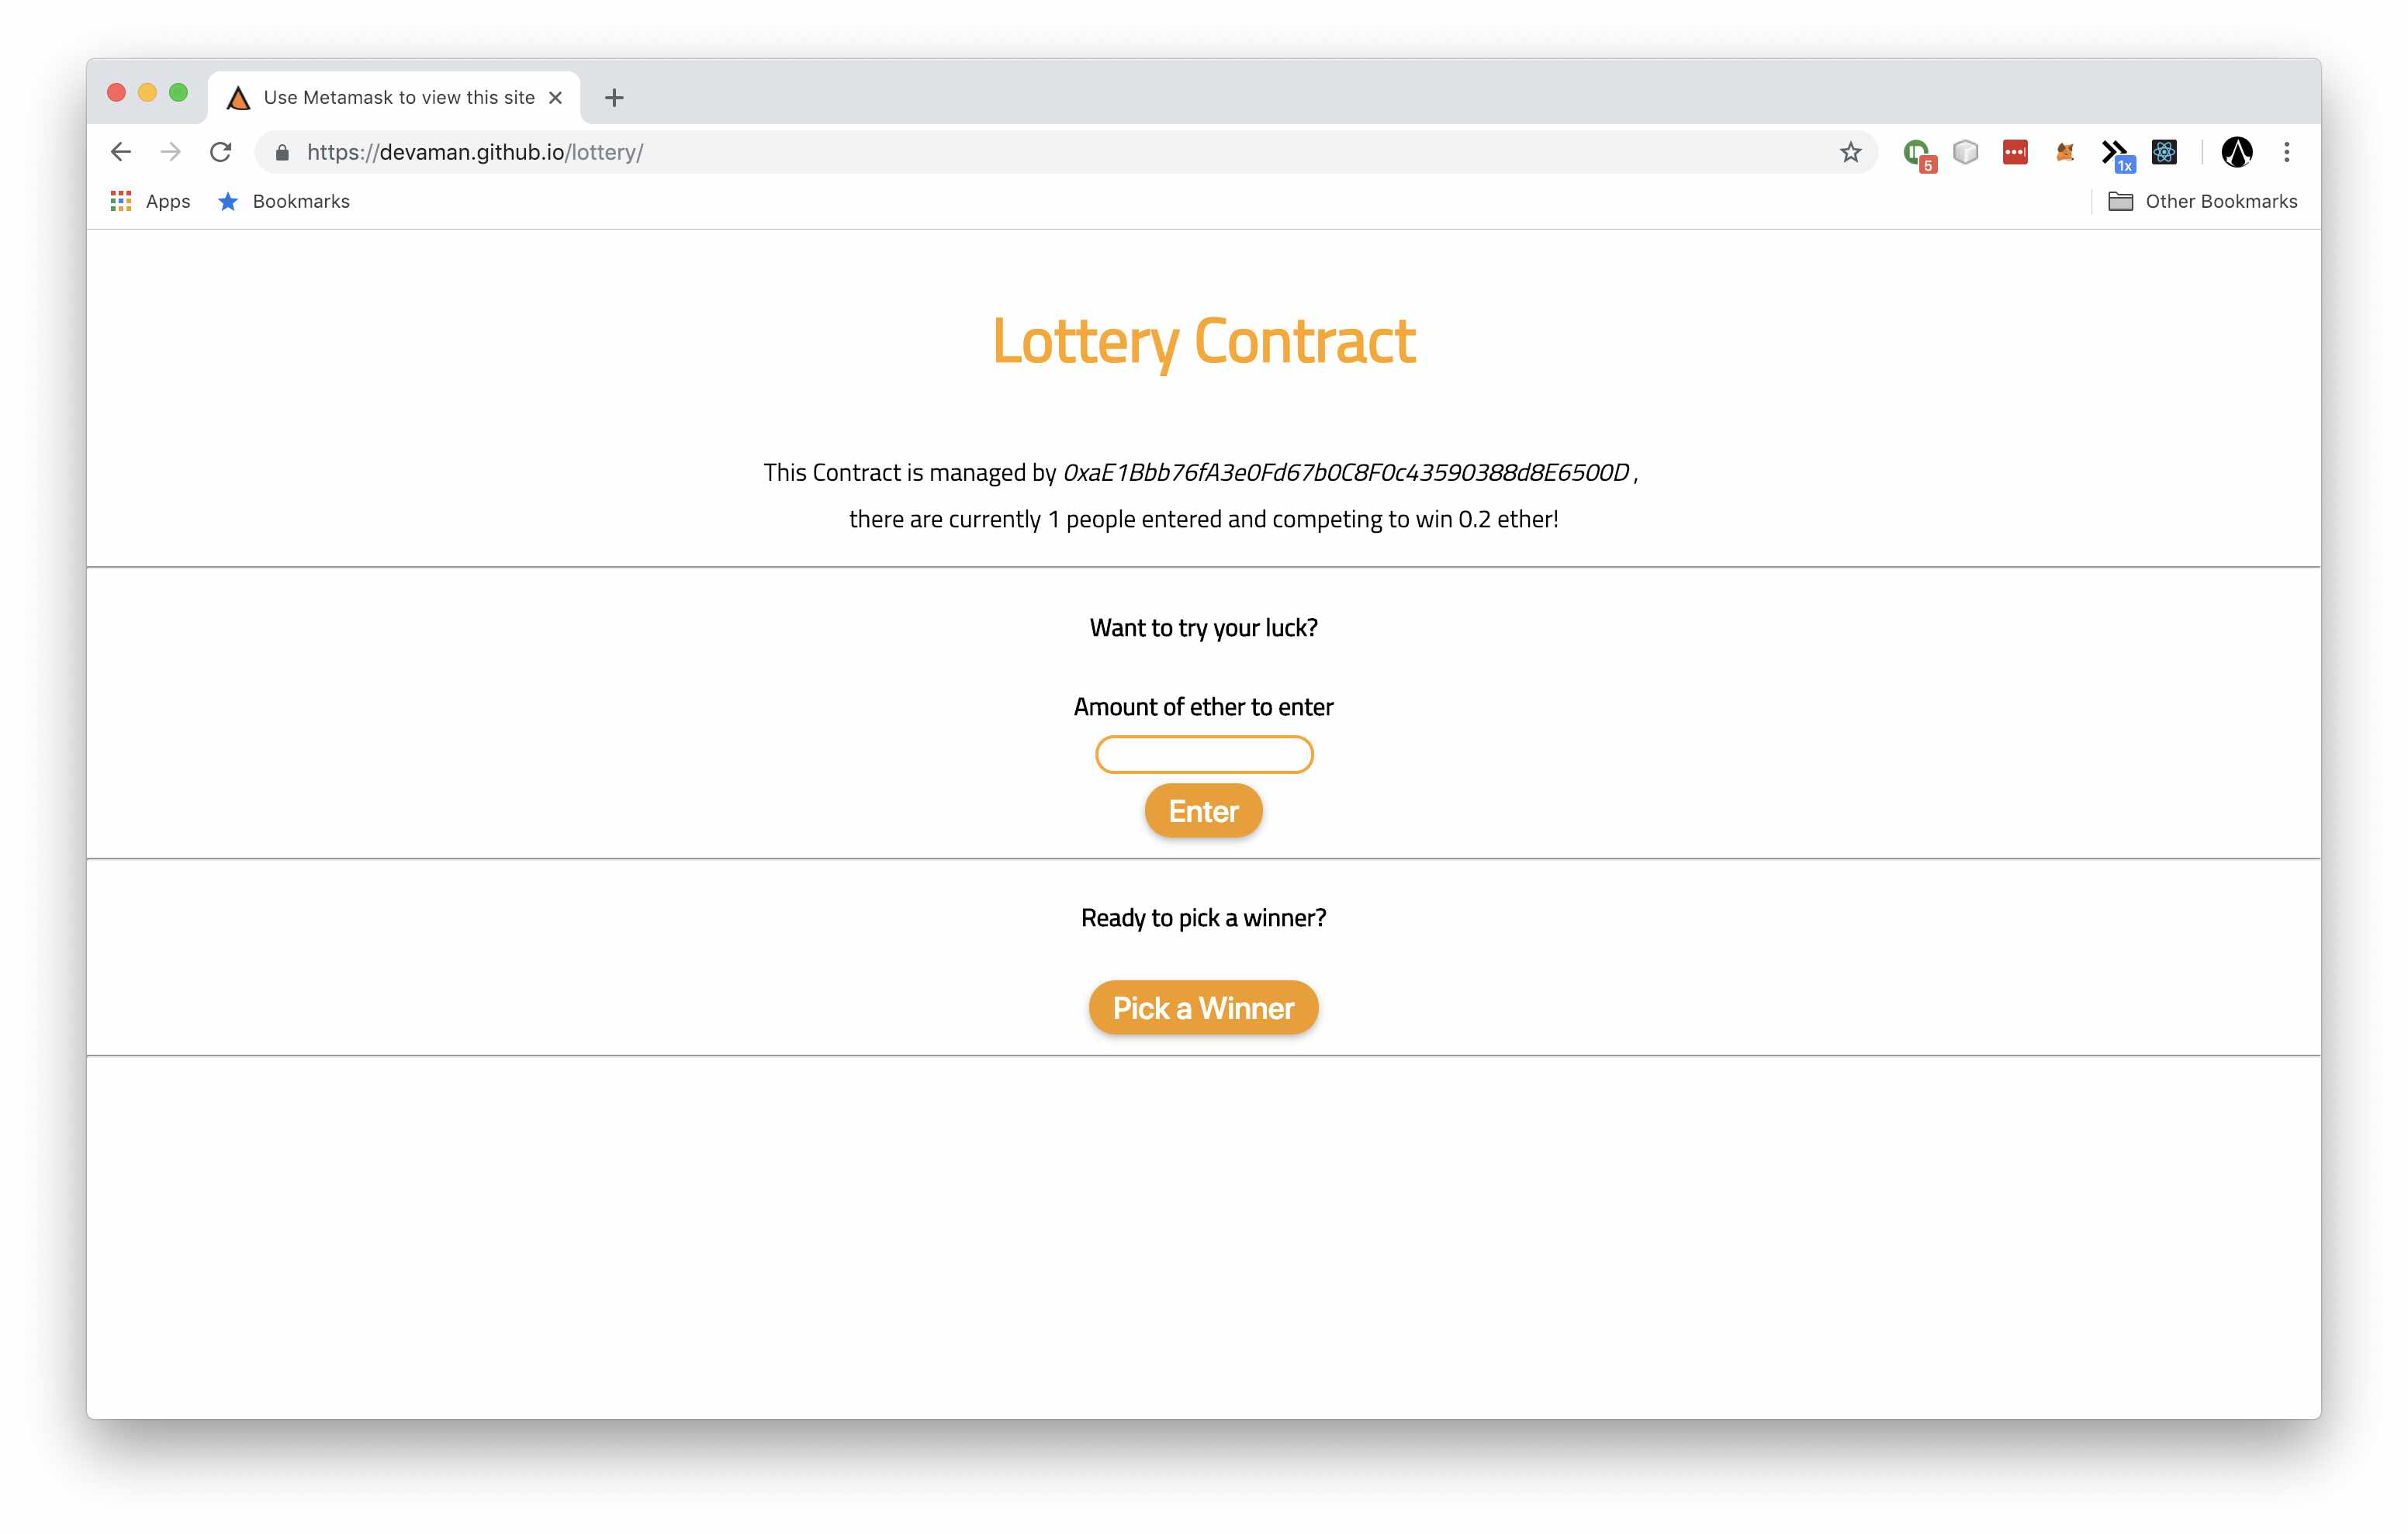 Use Metamask to view this site
https://devaman.github.io/lottery/
5
1x
Apps
Bookmarks
Other Bookmarks
Lottery Contract
This Contract is managed by 0xaE1Bbb76fA3e0Fd67b0C8F0c43590388d8E6500D ,
there are currently 1 people entered and competing to win 0.2 ether!
Want to try your luck?
Amount of ether to enter
Enter
Ready to pick a winner?
Pick a Winner